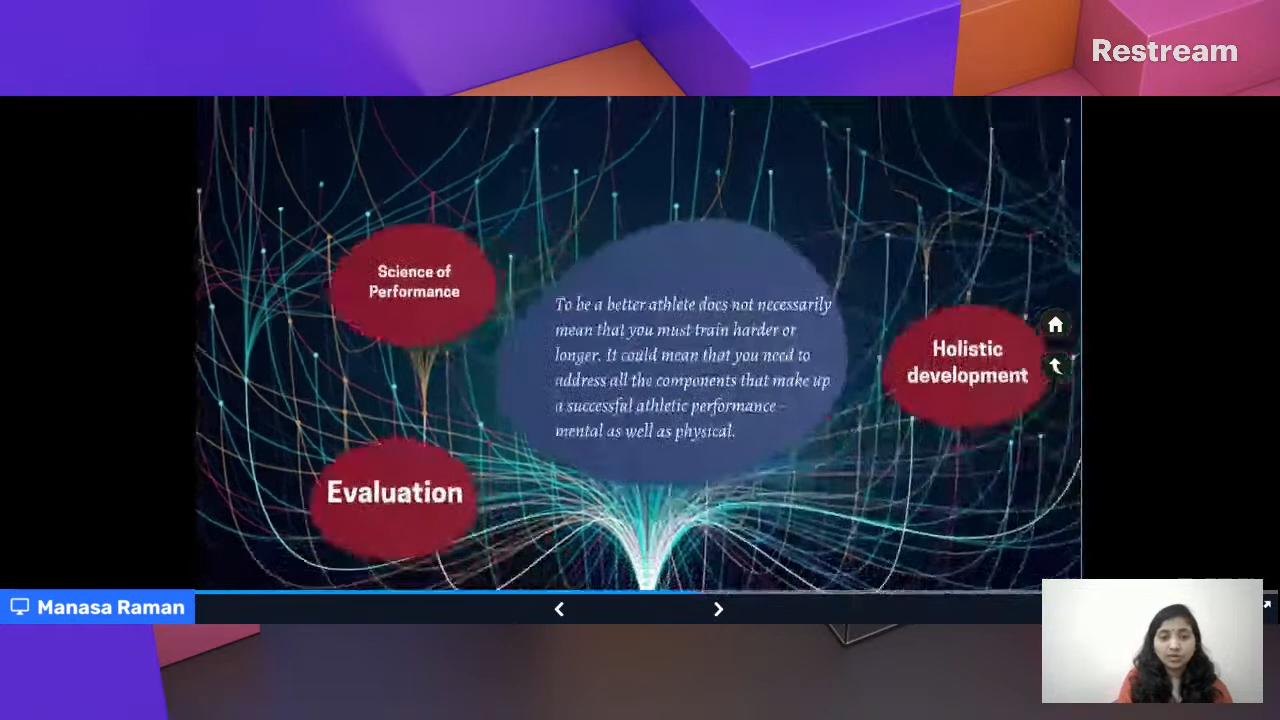 Restream
Science of
Performance
To be a better athlete does not necessarily
mean that you must train harder or
longer. It could mean that you need to
address all the components that make up
a successful athletic performance -
mental as well as physical.
Holistic
development
Evaluation
Manasa Raman